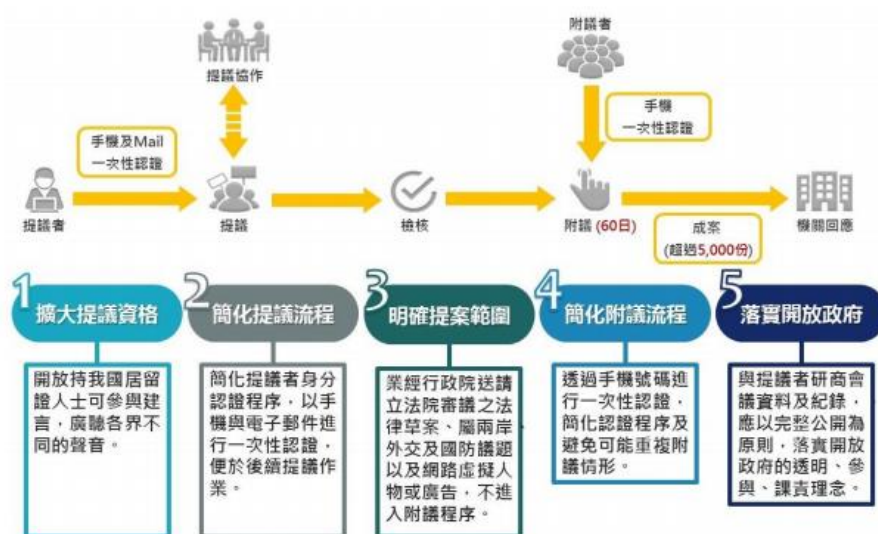 附議者
提議協作
手機及Mail
一次性認證
手機
一次性認證
提議者
提議
檢核
附議 (60日)
成案
(超過5,000份)
機關回應
1 擴大提議資格
開放持我國居留
證人士可參與建
言，廣聽各界不
同的聲音。
2 簡化提議流程
簡化提議者身分
認證程序，以手
機與電子郵件進
行一次性認證，
便於後續提議作
業。
3 明確提案範圍
業經行政院送請
立法院審議之法
律草案、屬兩岸
外交及國防議題
以及網路虛擬人
物或廣告，不進
入附議程序。
4 簡化附議流程
透過手機號碼進
行一次性認證，
簡化認證程序及
避免可能重複附
議情形。
5 落實開放政府
與提議者研商會
議資料及紀錄，
應以完整公開為
原則，落實開放
政府的透明、參
與、課責理念。